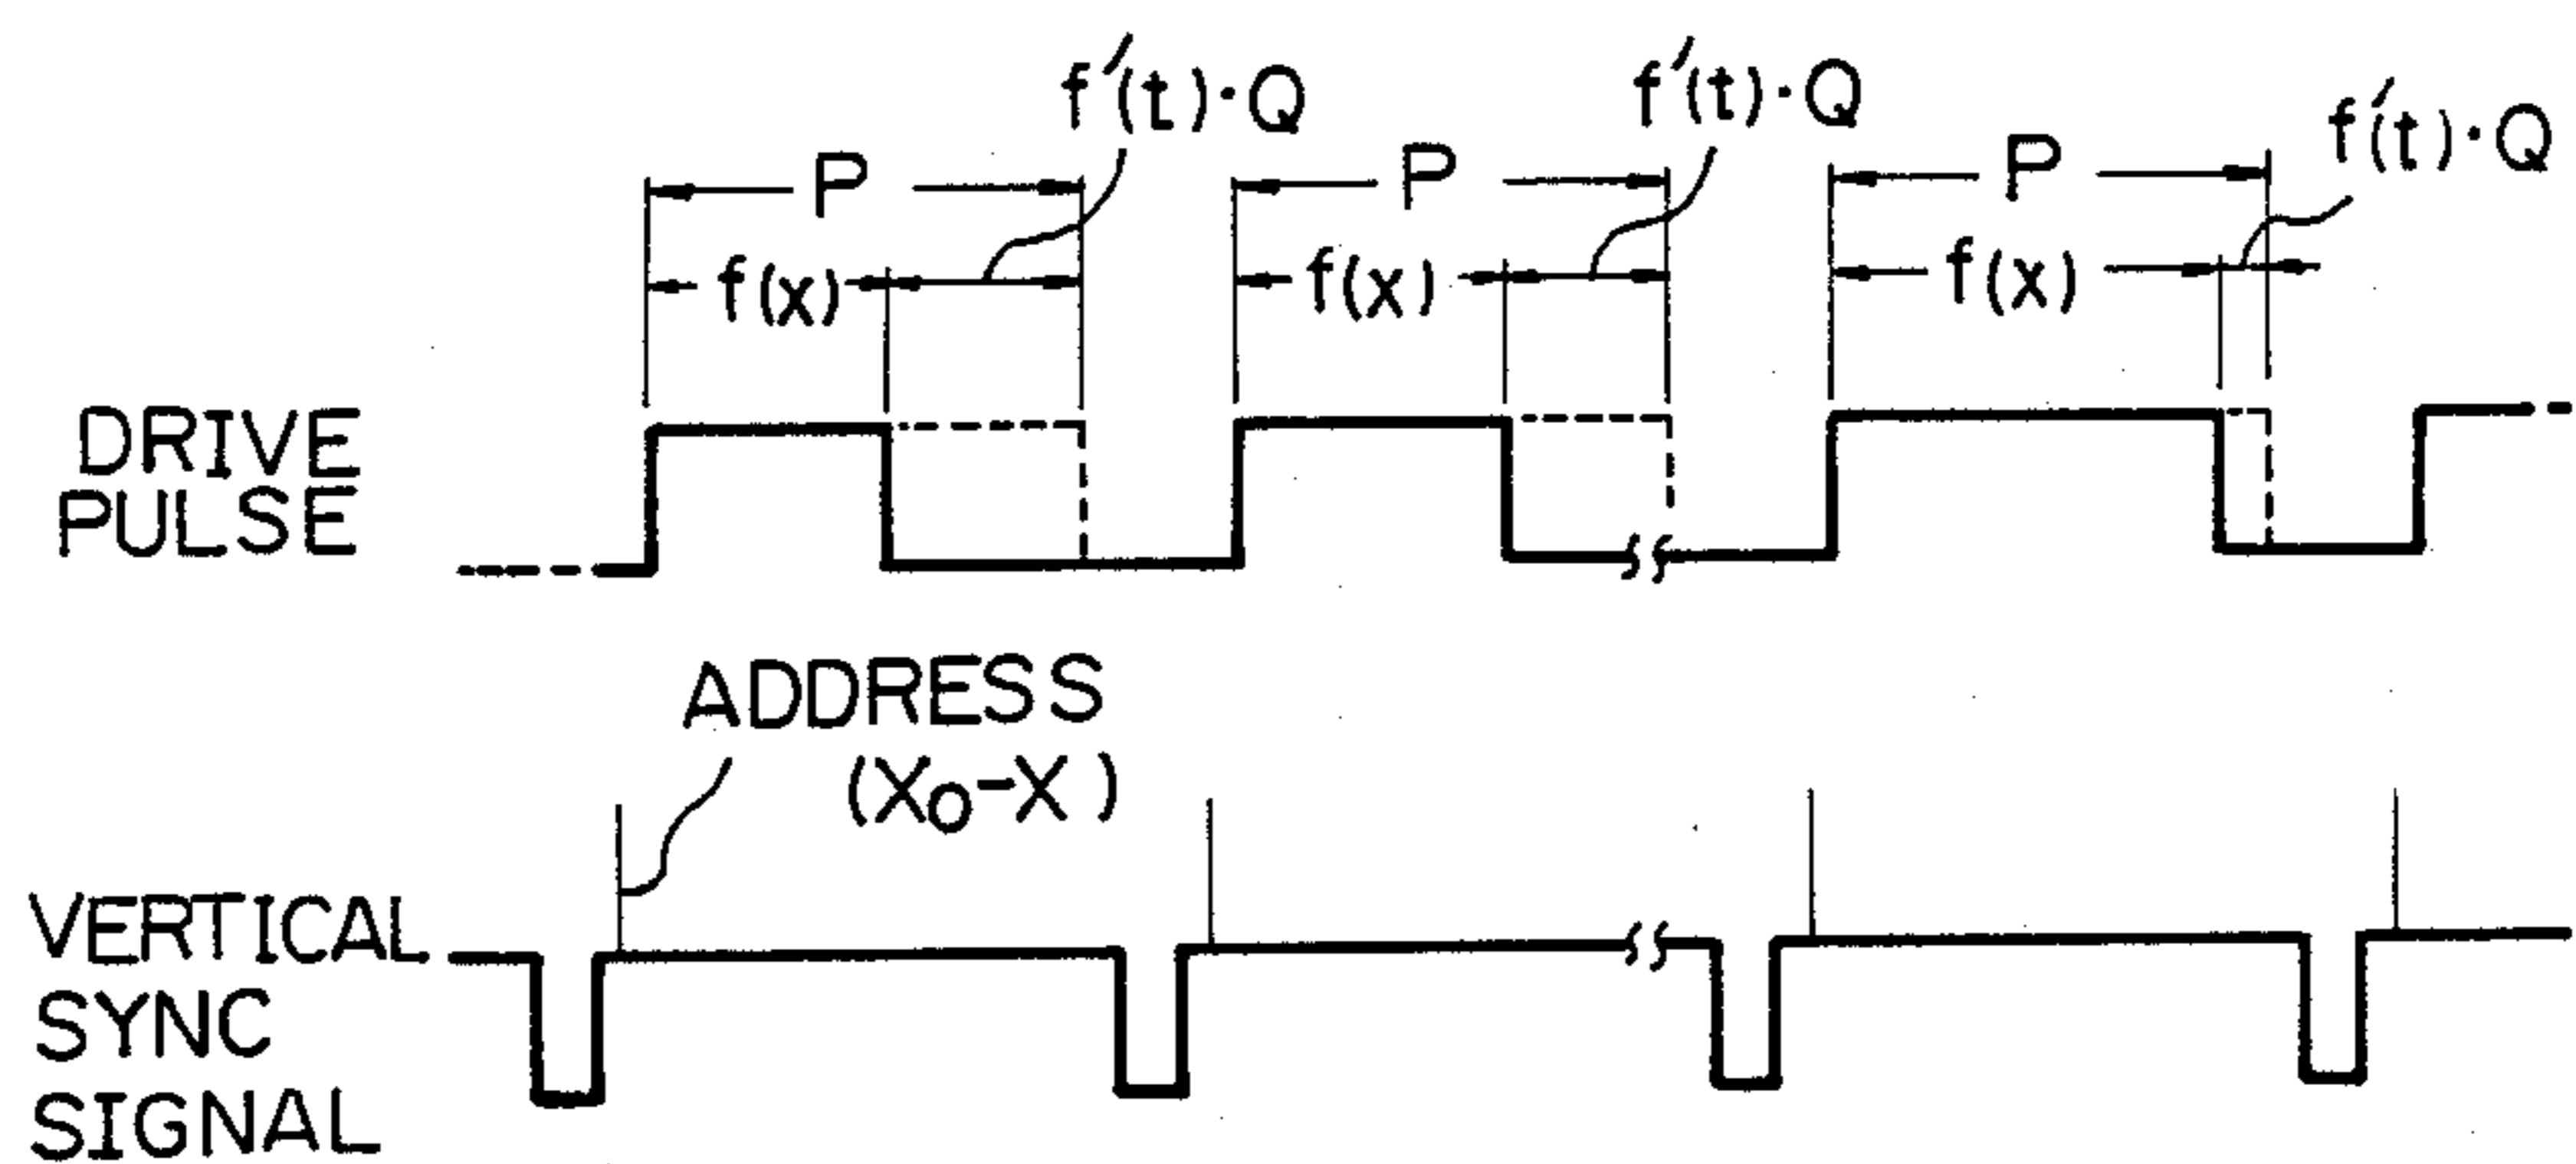 f'(t)·Q
f'(t)·Q
f'(t)·Q
P
P
P
f(x)
f(x)
f(x)
DRIVE
PULSE
ADDRESS
(X₀-X)
VERTICAL
SYNC
SIGNAL